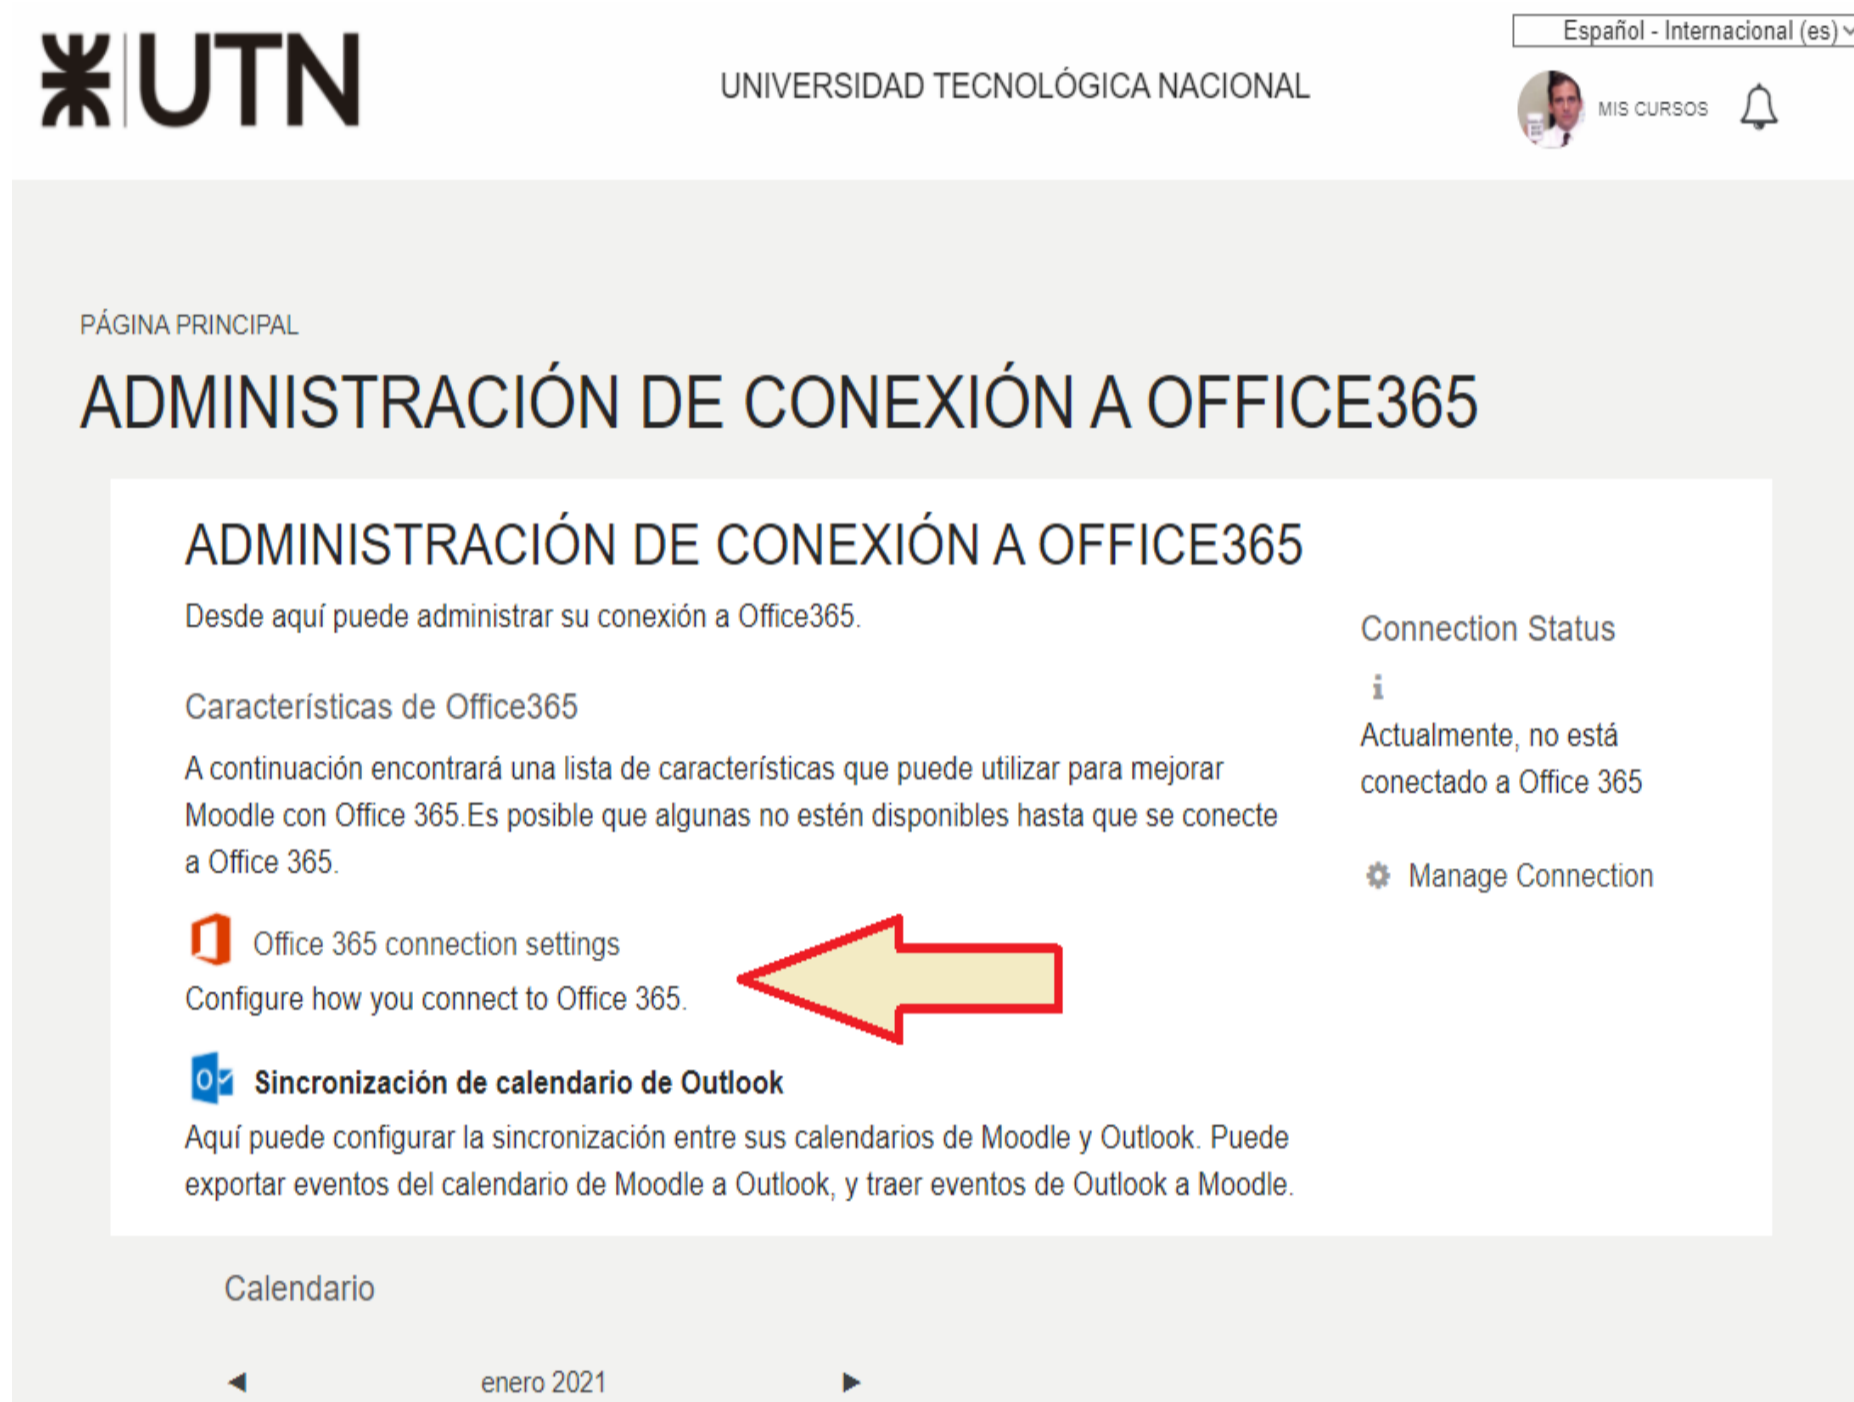 UTN
UNIVERSIDAD TECNOLÓGICA NACIONAL
Español - Internacional (es)
MIS CURSOS
PÁGINA PRINCIPAL
ADMINISTRACIÓN DE CONEXIÓN A OFFICE365
ADMINISTRACIÓN DE CONEXIÓN A OFFICE365
Desde aquí puede administrar su conexión a Office365.
Características de Office365
A continuación encontrará una lista de características que puede utilizar para mejorar
Moodle con Office 365.Es posible que algunas no estén disponibles hasta que se conecte
a Office 365.
Office 365 connection settings
Configure how you connect to Office 365.
Sincronización de calendario de Outlook
Aquí puede configurar la sincronización entre sus calendarios de Moodle y Outlook. Puede
exportar eventos del calendario de Moodle a Outlook, y traer eventos de Outlook a Moodle.
Connection Status
Actualmente, no está
conectado a Office 365
Manage Connection
Calendario
enero 2021